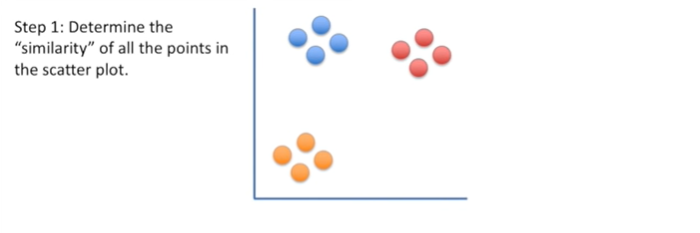 Step 1: Determine the
“similarity” of all the points in
the scatter plot.